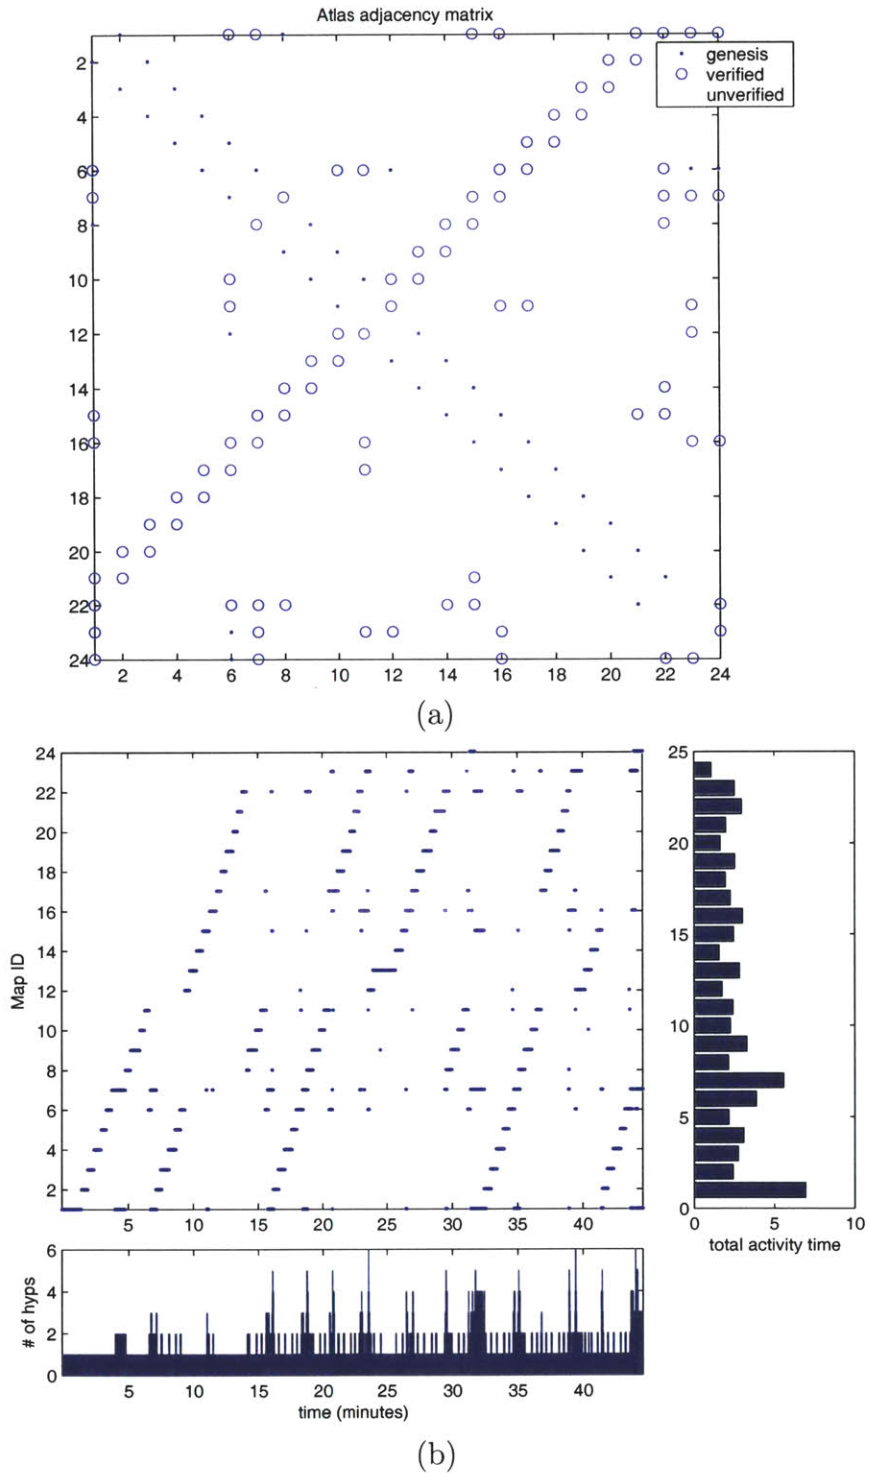 Atlas adjacency matrix
genesis
verified
unverified
2
4
6
8
10
12
14
16
18
20
22
24
2 4 6 8 10 12 14 16 18 20 22 24
(a)
24
22
20
18
16
14
12
10
8
6
4
2
Map ID
5 10 15 20 25 30 35 40
25
20
15
10
5
0
0 5 10
total activity time
6
4
2
0
# of hyps
5 10 15 20 25 30 35 40
time (minutes)
(b)